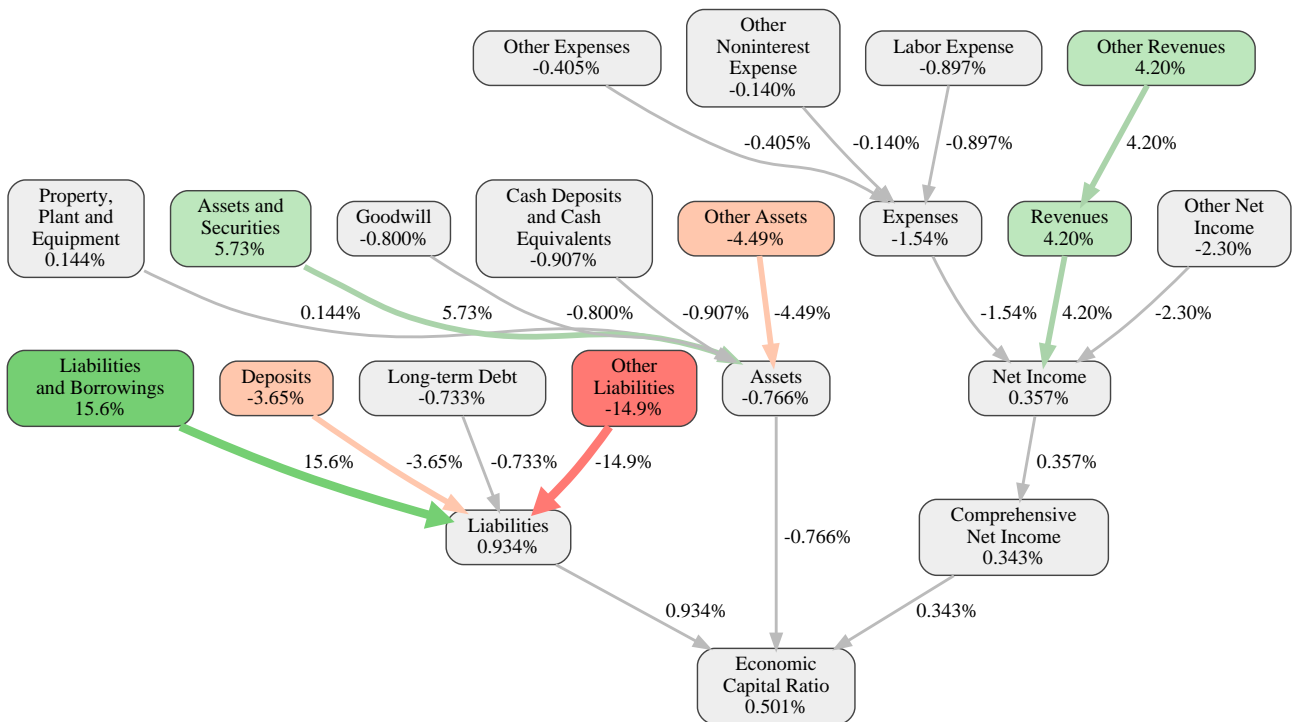 Other Expenses
-0.405%
Other
Noninterest
Expense
-0.140%
Labor Expense
-0.897%
Other Revenues
4.20%
-0.405%
-0.140%
-0.897%
4.20%
Property,
Plant and
Equipment
0.144%
Assets and
Securities
5.73%
Goodwill
-0.800%
Cash Deposits
and Cash
Equivalents
-0.907%
Other Assets
-4.49%
Expenses
-1.54%
Revenues
4.20%
Other Net
Income
-2.30%
0.144%
5.73%
-0.800%
-0.907%
-4.49%
-1.54%
4.20%
-2.30%
Liabilities
and Borrowings
15.6%
Deposits
-3.65%
Long-term Debt
-0.733%
Other
Liabilities
-14.9%
Assets
-0.766%
Net Income
0.357%
15.6%
-3.65%
-0.733%
-14.9%
0.357%
Liabilities
0.934%
-0.766%
Comprehensive
Net Income
0.343%
0.934%
0.343%
Economic
Capital Ratio
0.501%